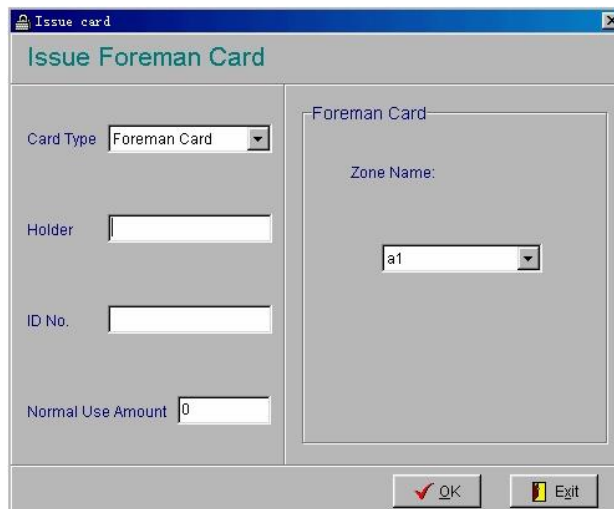 Issue card
Issue Foreman Card
Card Type Foreman Card
Holder
ID No.
Normal Use Amount 0
Foreman Card
Zone Name:
a1
OK
Exit